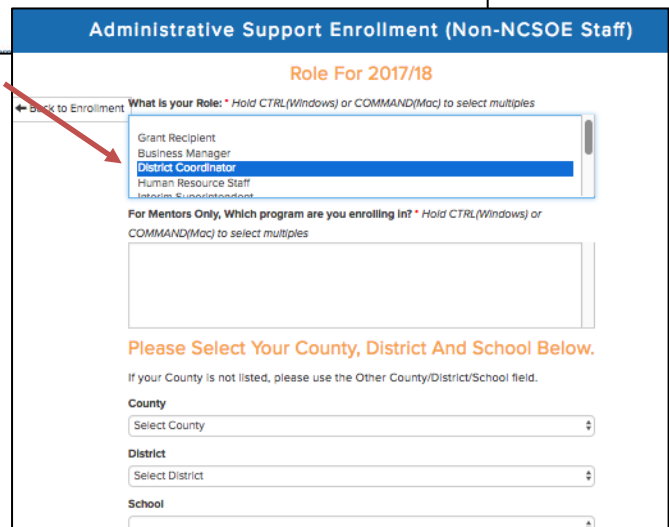 Administrative Support Enrollment (Non-NCSOE Staff)
Role For 2017/18
Back to Enrollment
What is your Role: * Hold CTRL(Windows) or COMMAND(Mac) to select multiples
Grant Recipient
Business Manager
District Coordinator
Human Resource Staff
Interim Superintendent
For Mentors Only, Which program are you enrolling in? * Hold CTRL(Windows) or
COMMAND(Mac) to select multiples
Please Select Your County, District And School Below.
If your County is not listed, please use the Other County/District/School field.
County
Select County
District
Select District
School